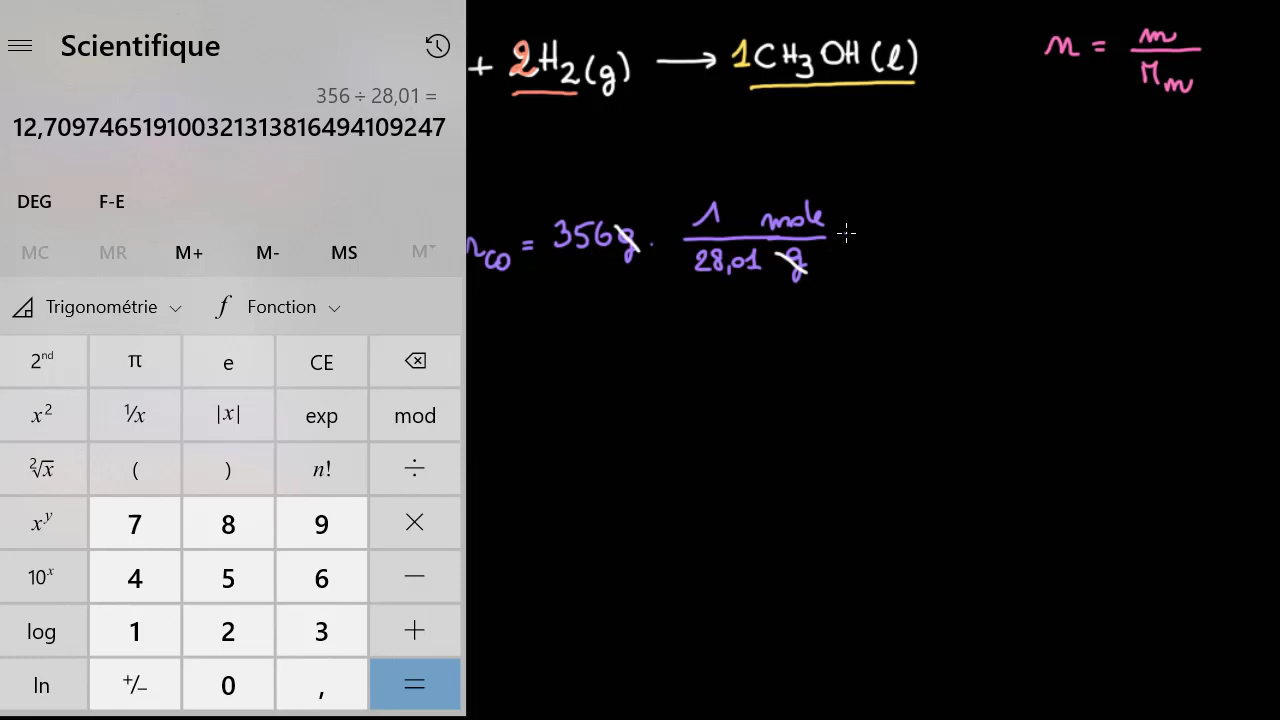 Scientifique
356 ÷ 28,01 =
12,709746519100321313816494109247
DEG F-E
MC MR M+ M- MS M˅
Trigonométrie f Fonction
2ⁿᵈ π e CE
x² ¹/x |x| exp mod
²√x ( ) n! ÷
xʸ 7 8 9 ×
10ˣ 4 5 6 −
log 1 2 3 +
ln +/− 0 , =
+ 2H₂(g) ⟶ 1CH₃OH(l)
n = m/Mm
n_CO = 356g · 1 mole/28,01 g